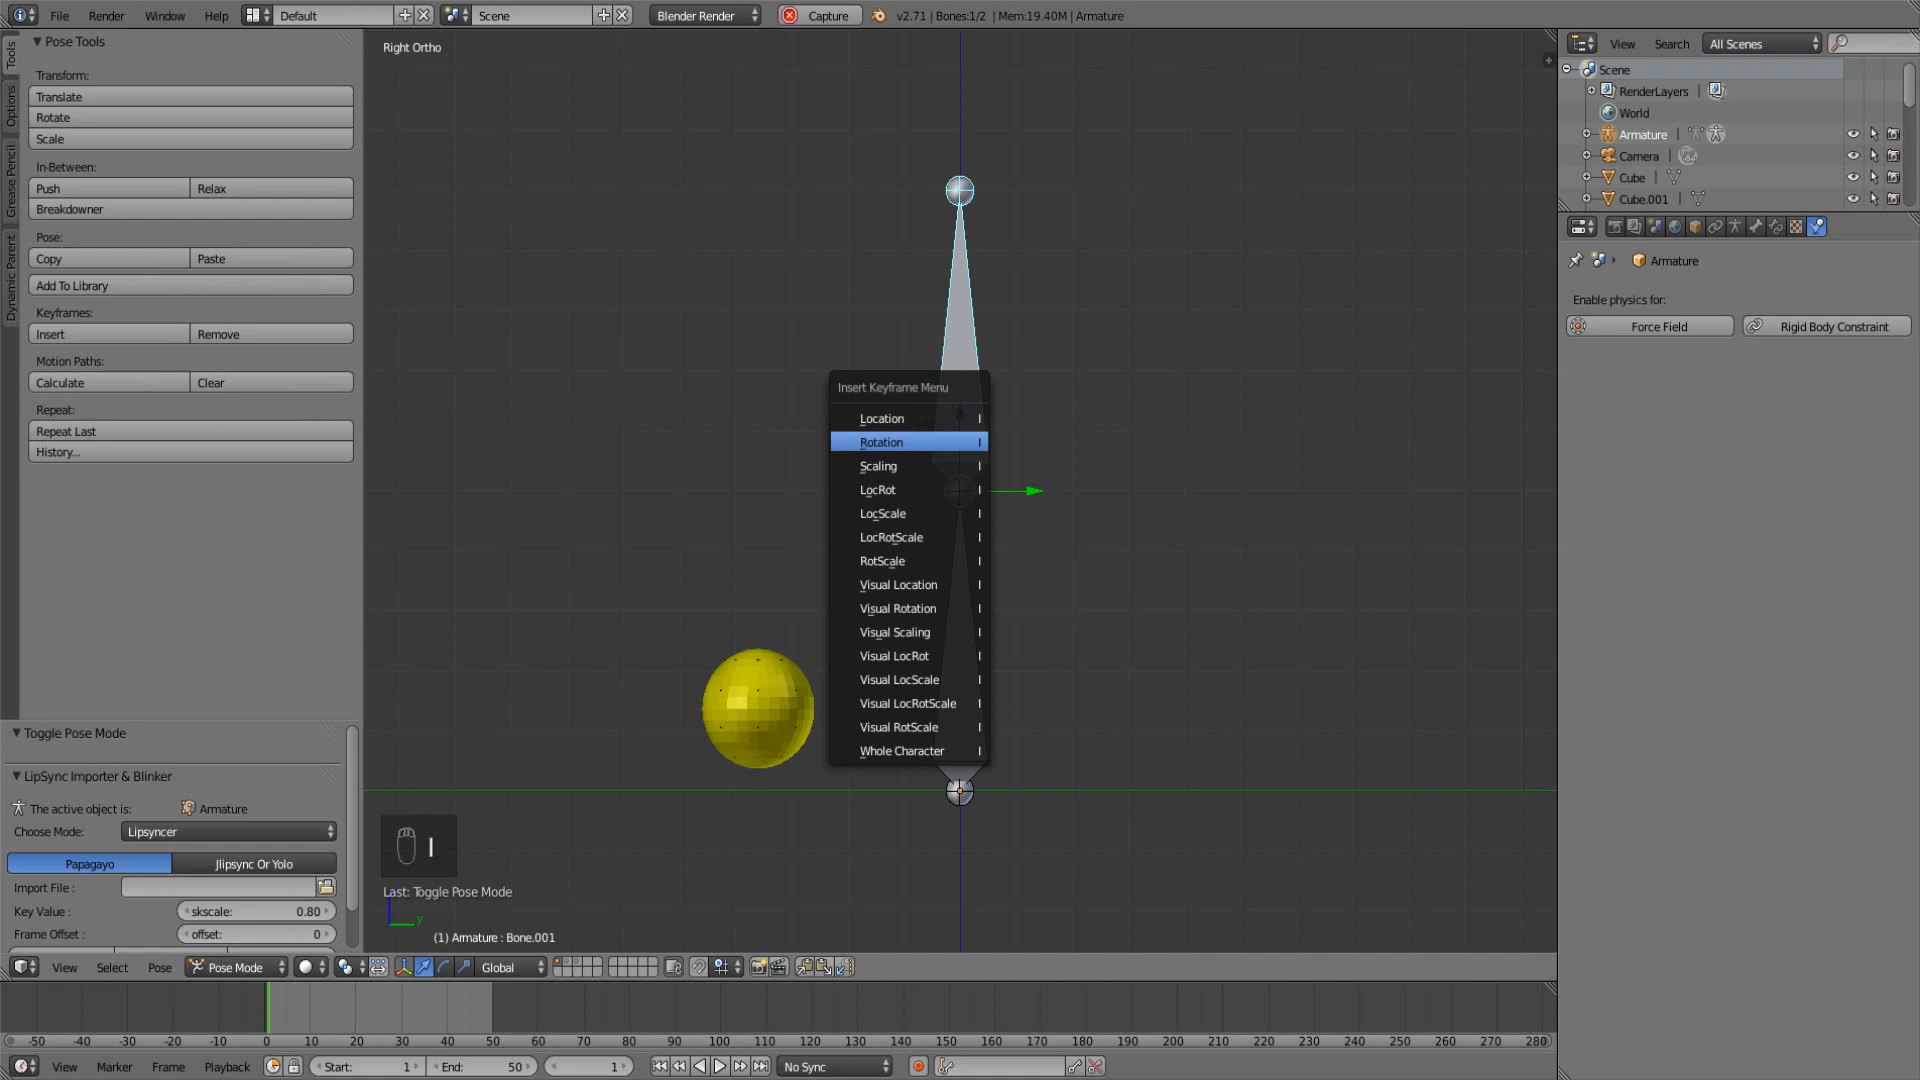 File Render Window Help Default Scene Blender Render Capture v2.71 | Bones:1/2 | Mem:19.40M | Armature
Tools
Options
Grease Pencil
Dynamic Parent
Pose Tools
Transform:
Translate
Rotate
Scale
In-Between:
Push Relax
Breakdowner
Pose:
Copy Paste
Add To Library
Keyframes:
Insert Remove
Motion Paths:
Calculate Clear
Repeat:
Repeat Last
History...
Toggle Pose Mode
LipSync Importer & Blinker
The active object is: Armature
Choose Mode: Lipsyncer
Papagayo Jlipsync Or Yolo
Import File :
Key Value : skscale: 0.80
Frame Offset : offset: 0
Right Ortho
Insert Keyframe Menu
Location I
Rotation I
Scaling I
LocRot I
LocScale I
LocRotScale I
RotScale I
Visual Location I
Visual Rotation I
Visual Scaling I
Visual LocRot I
Visual LocScale I
Visual LocRotScale I
Visual RotScale I
Whole Character I
I
Last: Toggle Pose Mode
y
(1) Armature : Bone.001
View Select Pose Pose Mode Global
-50 -40 -30 -20 -10 0 10 20 30 40 50 60 70 80 90 100 110 120 130 140 150 160 170 180 190 200 210 220 230 240 250 260 270 280
View Marker Frame Playback Start: 1 End: 50 1 No Sync
View Search All Scenes
Scene
RenderLayers |
World
Armature |
Camera |
Cube |
Cube.001 |
Armature
Enable physics for:
Force Field Rigid Body Constraint